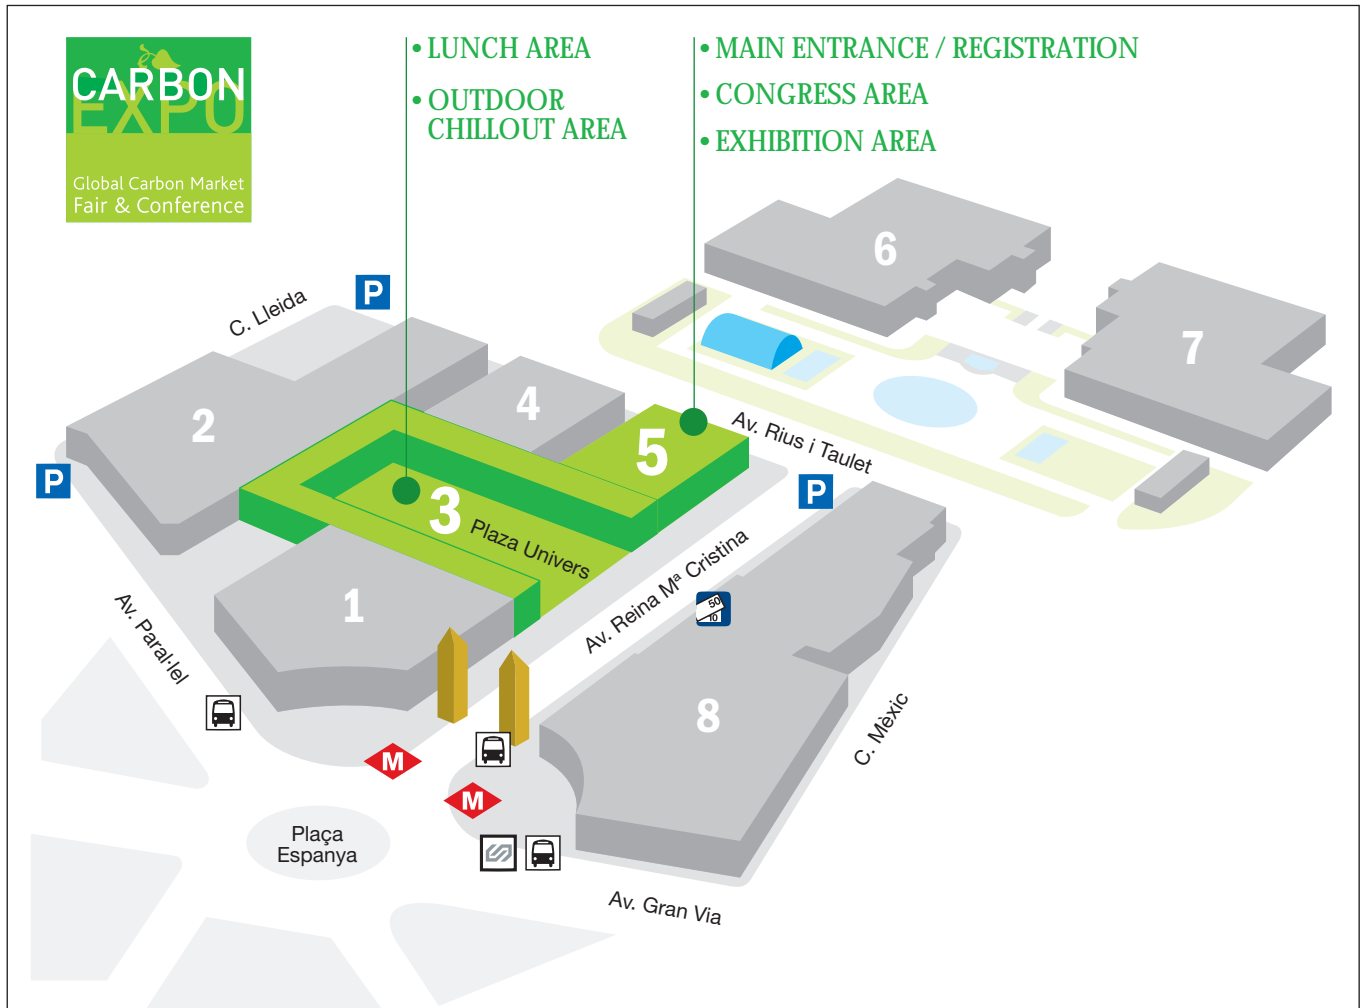 CARBON
EXPO
Global Carbon Market
Fair & Conference
• LUNCH AREA
• OUTDOOR
CHILLOUT AREA
• MAIN ENTRANCE / REGISTRATION
• CONGRESS AREA
• EXHIBITION AREA
6
7
P
C. Lleida
2
4
5
Av. Rius i Taulet
P
P
3
Plaza Univers
Av. Reina Mª Cristina
50
10
1
Av. Paral·lel
8
C. Mèxic
M
M
Plaça
Espanya
Av. Gran Via